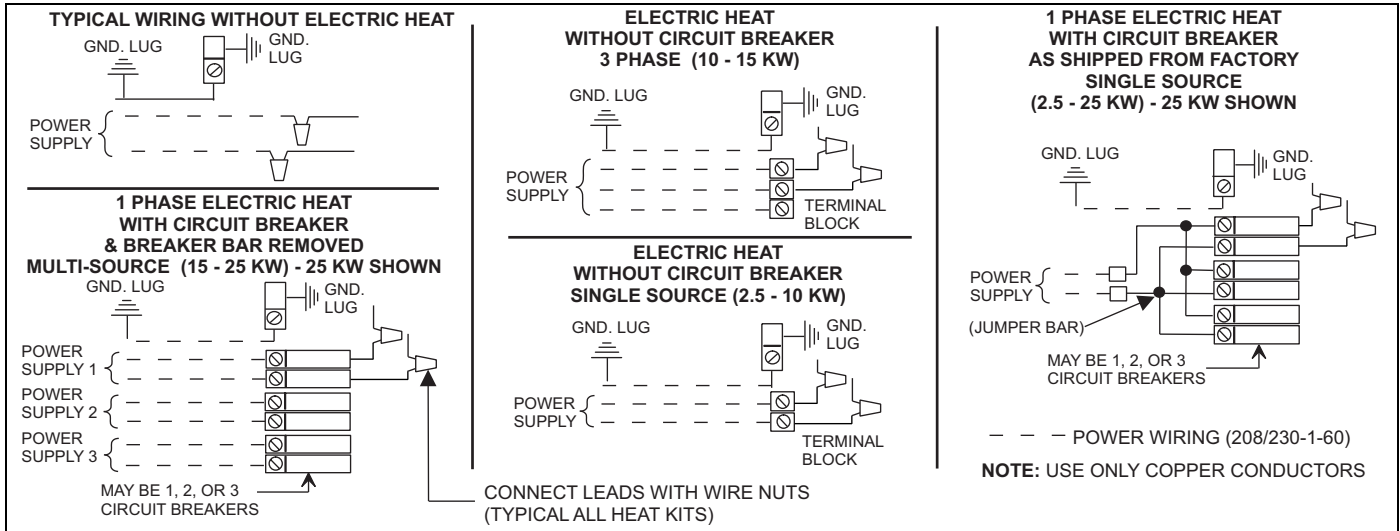 TYPICAL WIRING WITHOUT ELECTRIC HEAT
GND. LUG
GND.
LUG
POWER
SUPPLY
1 PHASE ELECTRIC HEAT
WITH CIRCUIT BREAKER
& BREAKER BAR REMOVED
MULTI-SOURCE (15 - 25 KW) - 25 KW SHOWN
GND. LUG
GND.
LUG
POWER
SUPPLY 1
POWER
SUPPLY 2
POWER
SUPPLY 3
MAY BE 1, 2, OR 3
CIRCUIT BREAKERS
CONNECT LEADS WITH WIRE NUTS
(TYPICAL ALL HEAT KITS)
ELECTRIC HEAT
WITHOUT CIRCUIT BREAKER
3 PHASE (10 - 15 KW)
GND. LUG
GND.
LUG
POWER
SUPPLY
TERMINAL
BLOCK
ELECTRIC HEAT
WITHOUT CIRCUIT BREAKER
SINGLE SOURCE (2.5 - 10 KW)
GND. LUG
GND.
LUG
POWER
SUPPLY
TERMINAL
BLOCK
1 PHASE ELECTRIC HEAT
WITH CIRCUIT BREAKER
AS SHIPPED FROM FACTORY
SINGLE SOURCE
(2.5 - 25 KW) - 25 KW SHOWN
GND. LUG
GND.
LUG
POWER
SUPPLY
(JUMPER BAR)
MAY BE 1, 2, OR 3
CIRCUIT BREAKERS
POWER WIRING (208/230-1-60)
NOTE: USE ONLY COPPER CONDUCTORS